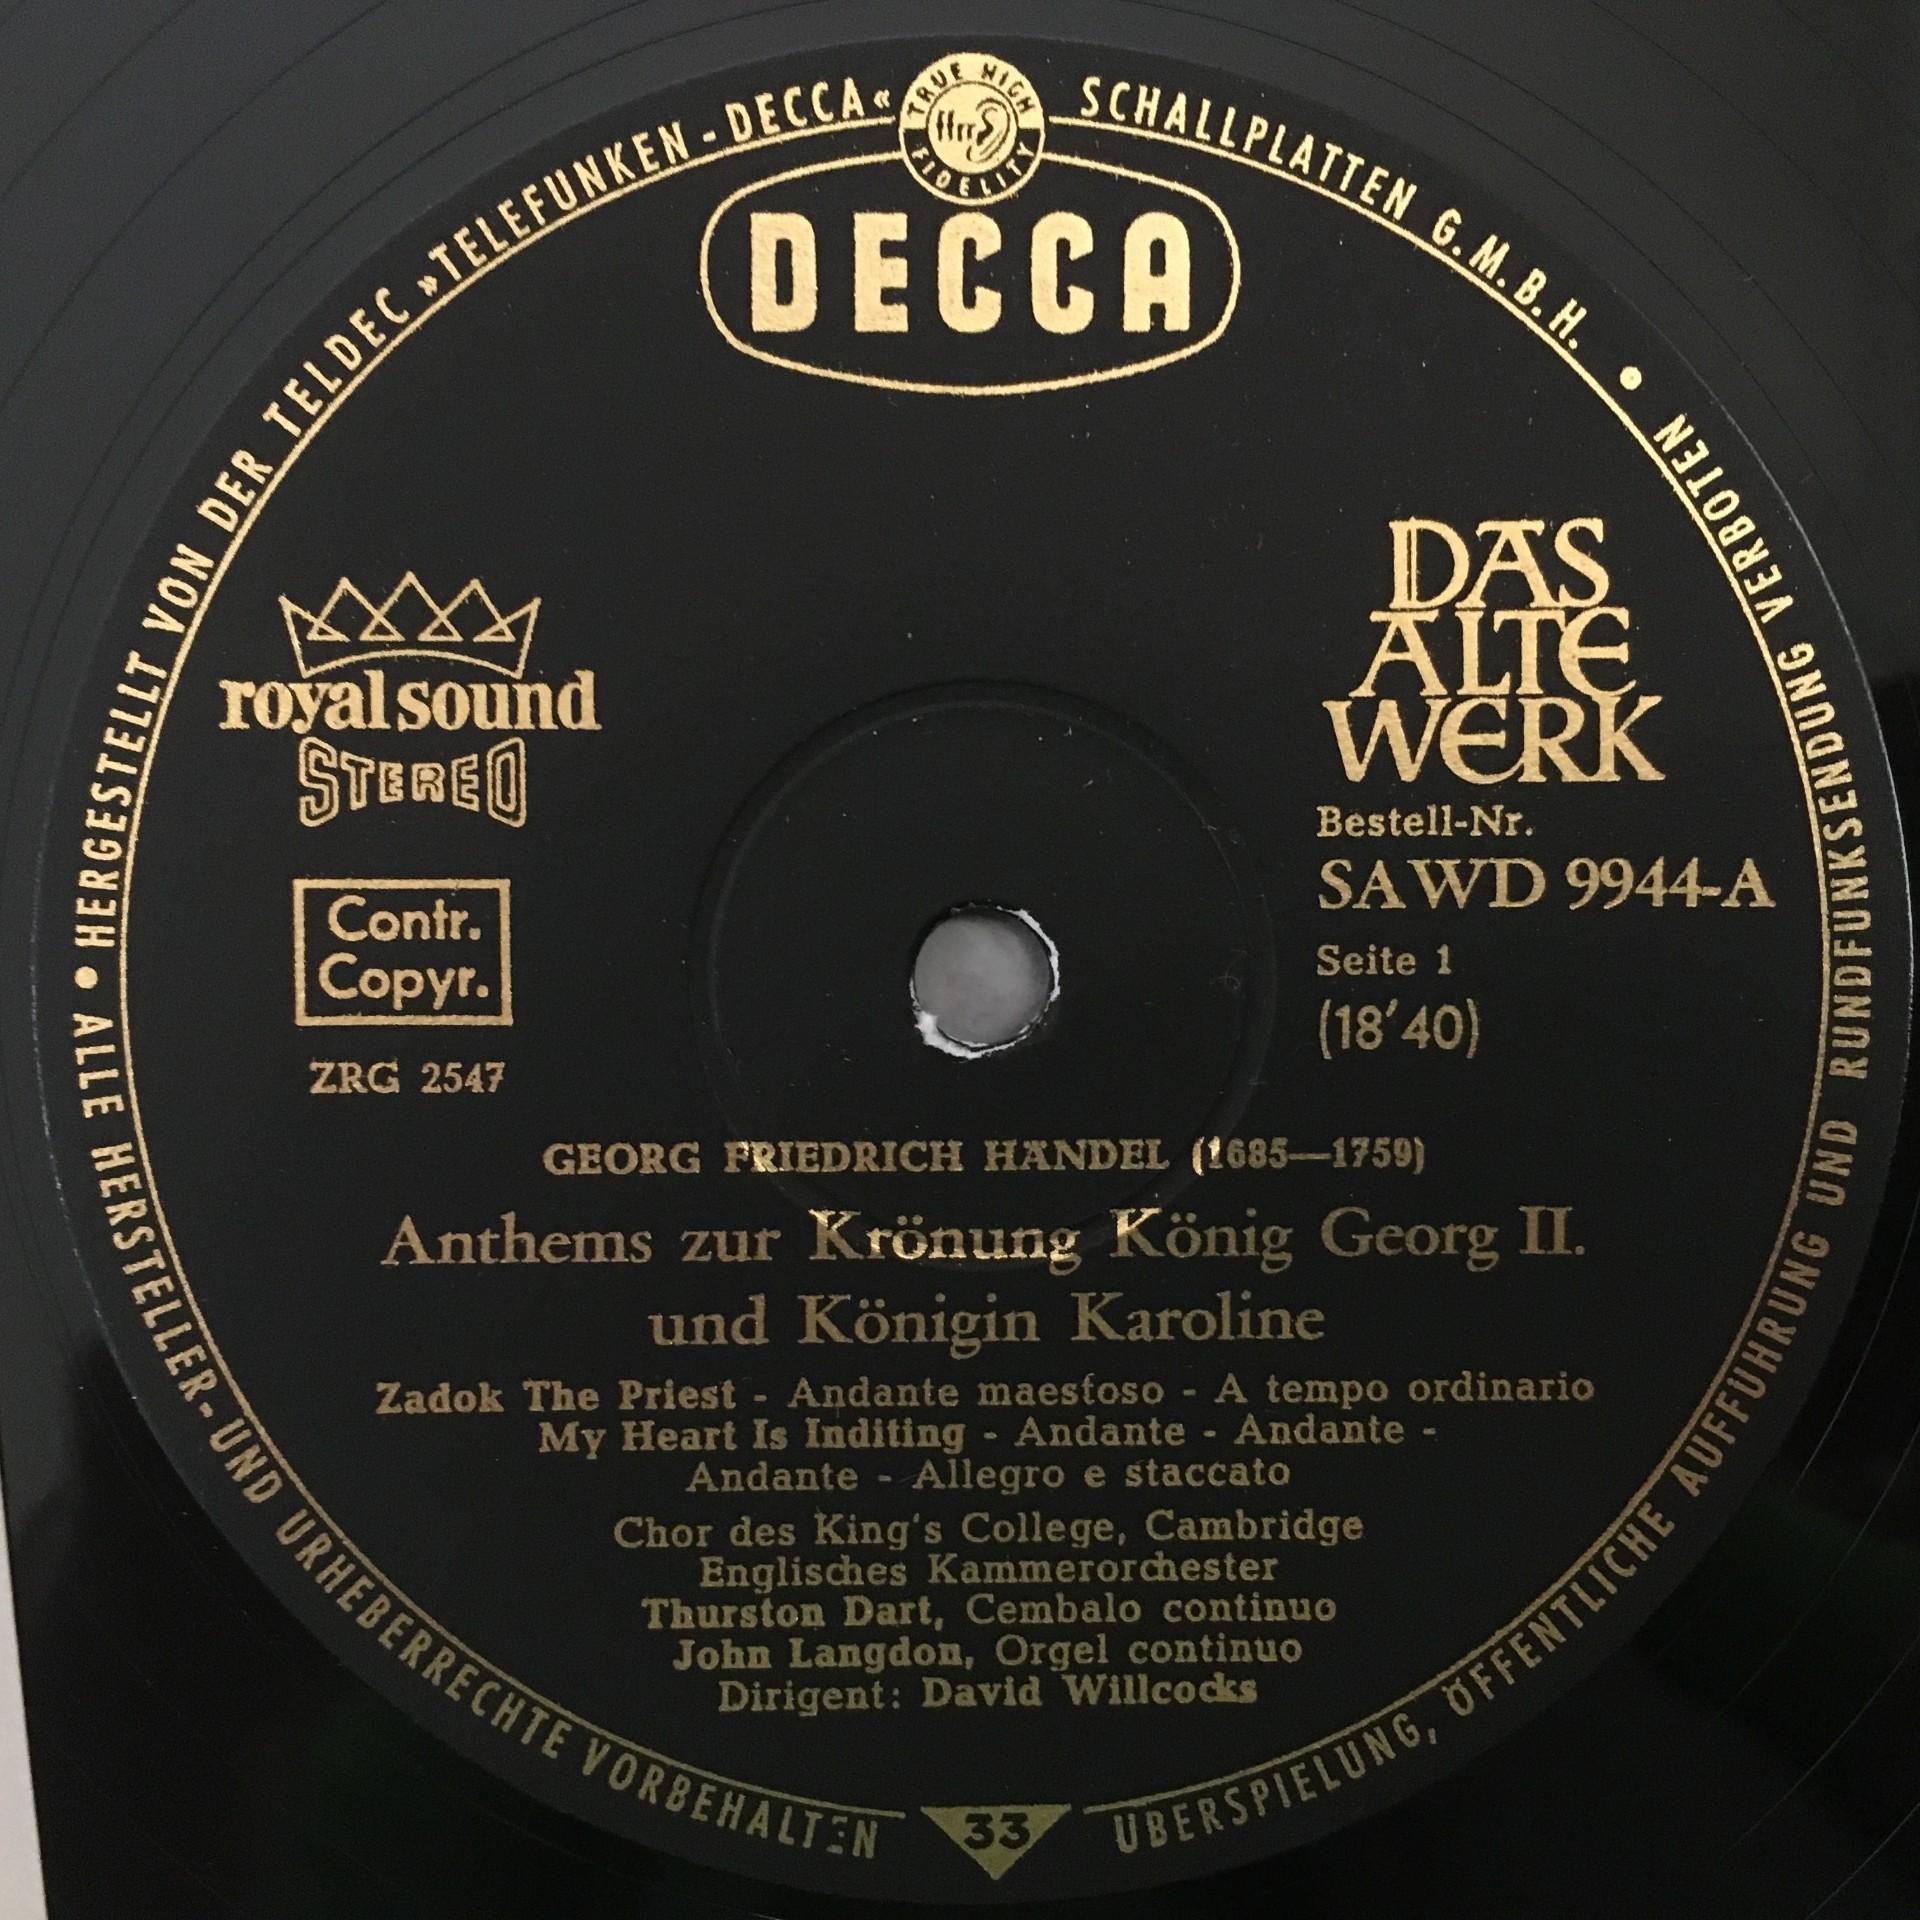 HERGESTELLT VON DER TELDEC »TELEFUNKEN-DECCA« SCHALLPLATTEN G.M.B.H. •
TRUE HIGH
ffrr
FIDELITY
DECCA
royal sound
STEREO
Contr.
Copyr.
ZRG 2547
DAS
ALTE
WERK
Bestell-Nr.
SAWD 9944-A
Seite 1
(18'40)
GEORG FRIEDRICH HÄNDEL (1685—1759)
Anthems zur Krönung König Georg II.
und Königin Karoline
Zadok The Priest - Andante maestoso - A tempo ordinario
My Heart Is Inditing - Andante - Andante -
Andante - Allegro e staccato
Chor des King's College, Cambridge
Englisches Kammerorchester
Thurston Dart, Cembalo continuo
John Langdon, Orgel continuo
Dirigent: David Willcocks
33
• ALLE HERSTELLER- UND URHEBERRECHTE VORBEHALTEN
ÜBERSPIELUNG, ÖFFENTLICHE AUFFÜHRUNG UND RUNDFUNKSENDUNG VERBOTEN